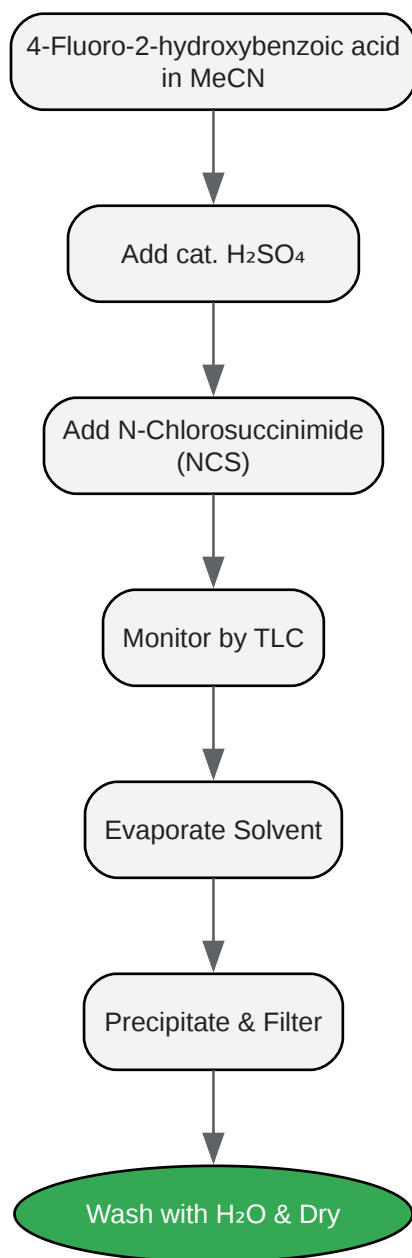 4-Fluoro-2-hydroxybenzoic acid
in MeCN
Add cat. H₂SO₄
Add N-Chlorosuccinimide
(NCS)
Monitor by TLC
Evaporate Solvent
Precipitate & Filter
Wash with H₂O & Dry